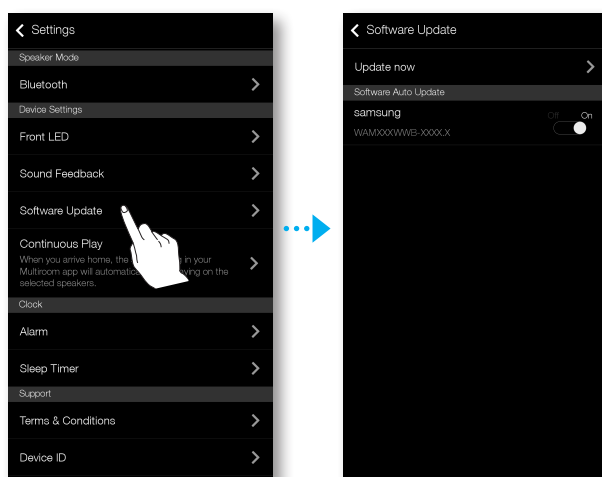 Settings
Speaker Mode
Bluetooth
Device Settings
Front LED
Sound Feedback
Software Update
Continuous Play
When you arrive home, the in your
Multiroom app will automatica ying on the
selected speakers.
Clock
Alarm
Sleep Timer
Support
Terms & Conditions
Device ID
Software Update
Update now
Software Auto Update
samsung
Off On
WAMXXXWWB-XXXX.X